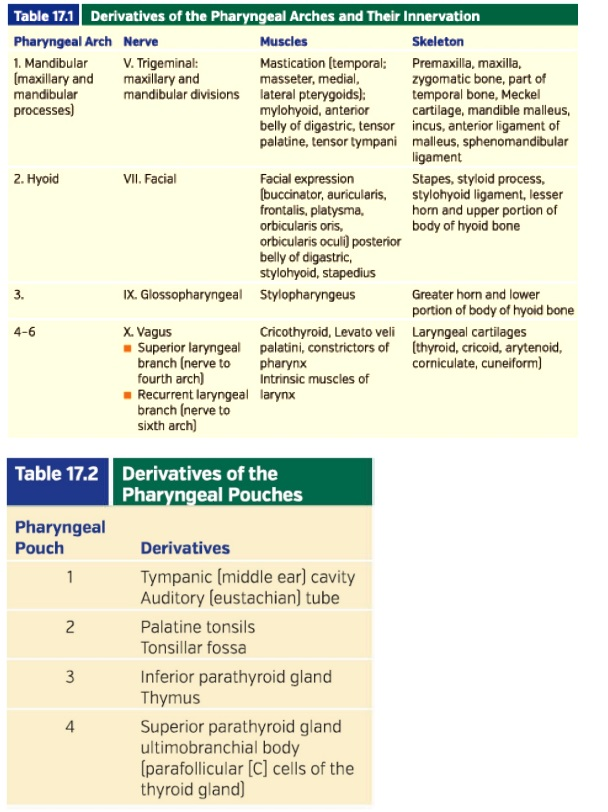 Table 17.1 Derivatives of the Pharyngeal Arches and Their Innervation
Pharyngeal Arch Nerve Muscles Skeleton
1. Mandibular V. Trigeminal: Mastication (temporal; Premaxilla, maxilla,
(maxillary and maxillary and masseter, medial, zygomatic bone, part of
mandibular mandibular divisions lateral pterygoids); temporal bone, Meckel
processes) mylohyoid, anterior cartilage, mandible malleus,
belly of digastric, tensor incus, anterior ligament of
palatine, tensor tympani malleus, sphenomandibular
ligament
2. Hyoid VII. Facial Facial expression Stapes, styloid process,
(buccinator, auricularis, stylohyoid ligament, lesser
frontalis, platysma, horn and upper portion of
orbicularis oris, body of hyoid bone
orbicularis oculi) posterior
belly of digastric,
stylohyoid, stapedius
3. IX. Glossopharyngeal Stylopharyngeus Greater horn and lower
portion of body of hyoid bone
4-6 X. Vagus Cricothyroid, Levato veli Laryngeal cartilages
■ Superior laryngeal palatini, constrictors of (thyroid, cricoid, arytenoid,
branch (nerve to pharynx corniculate, cuneiform)
fourth arch) Intrinsic muscles of
■ Recurrent laryngeal larynx
branch (nerve to
sixth arch)
Table 17.2 Derivatives of the
Pharyngeal Pouches
Pharyngeal
Pouch Derivatives
1 Tympanic (middle ear) cavity
Auditory (eustachian) tube
2 Palatine tonsils
Tonsillar fossa
3 Inferior parathyroid gland
Thymus
4 Superior parathyroid gland
ultimobranchial body
(parafollicular [C] cells of the
thyroid gland)